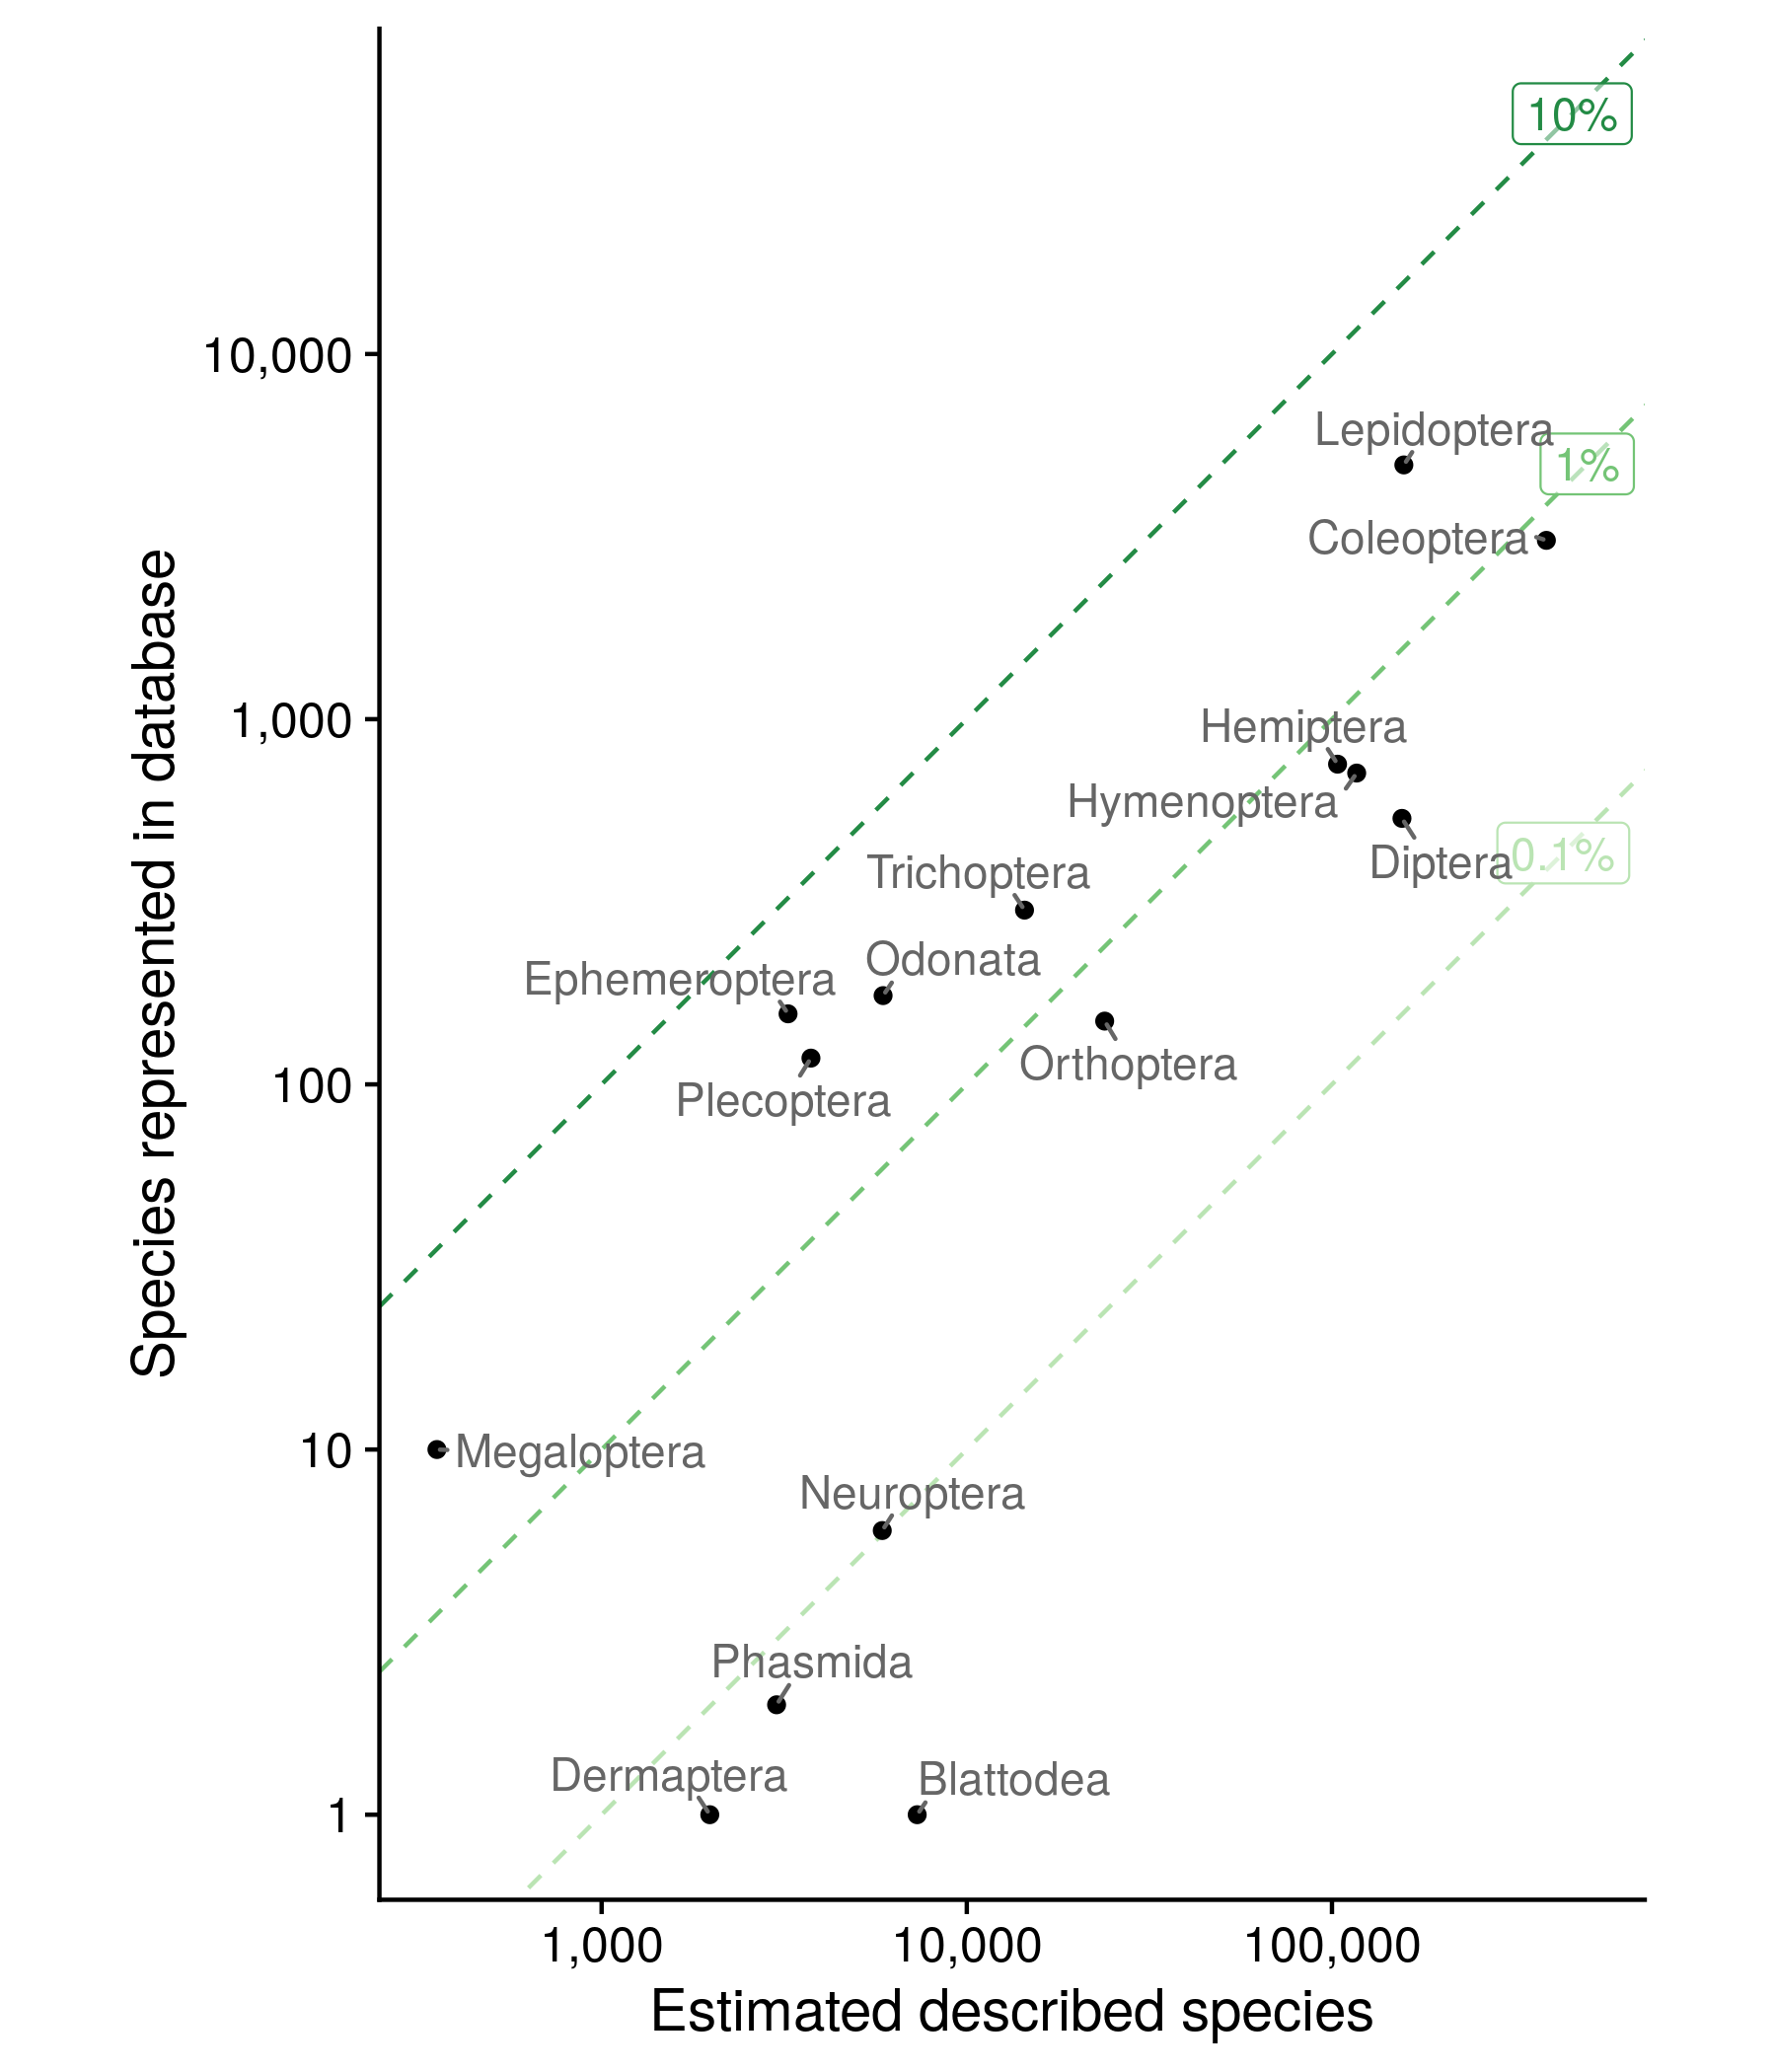 10%
10,000
Lepidoptera
1%
Coleoptera
1,000
Hemiptera
Hymenoptera
Diptera
0.1%
Trichoptera
Odonata
Ephemeroptera
Orthoptera
100
Plecoptera
10
Megaloptera
Neuroptera
Phasmida
Dermaptera
Blattodea
1
1,000
10,000
100,000
Estimated described species
Species represented in database